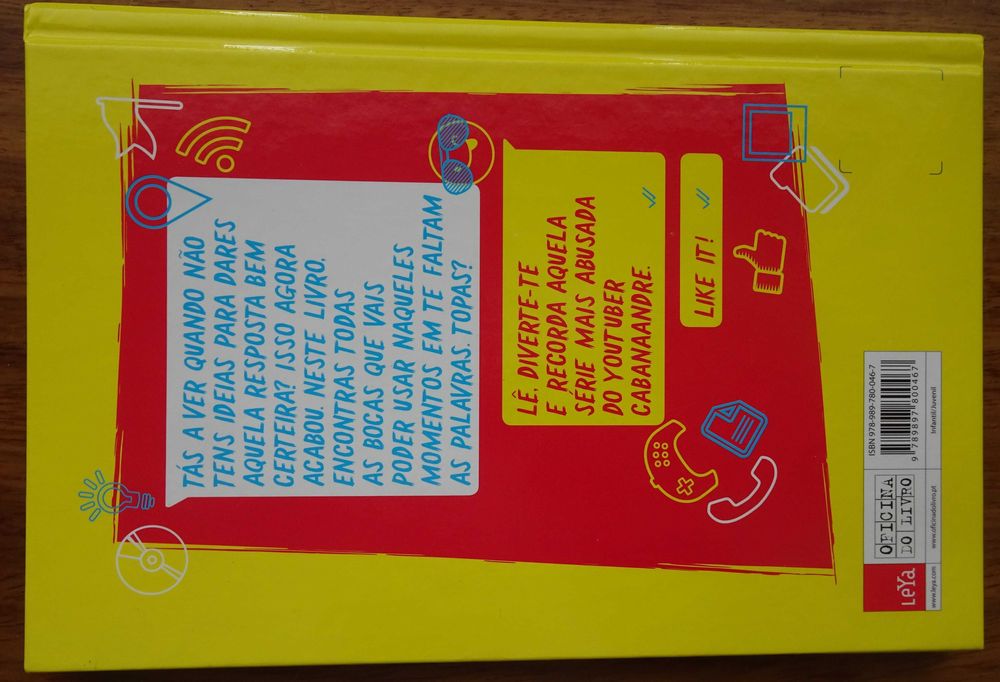 TÁS A VER QUANDO NÃO
TENS IDEIAS PARA DARES
AQUELA RESPOSTA BEM
CERTEIRA? ISSO AGORA
ACABOU. NESTE LIVRO,
ENCONTRAS TODAS
AS BOCAS QUE VAIS
PODER USAR NAQUELES
MOMENTOS EM TE FALTAM
AS PALAVRAS. TOPAS?
LÊ, DIVERTE-TE
E RECORDA AQUELA
SÉRIE MAIS ABUSADA
DO YOUTUBER
CABANAANDRE.
LIKE IT!
LeYa
www.leya.com
OFICINA
DO LIVRO
www.oficinadolivro.pt
ISBN 978-989-780-046-7
9 789897 800467
Infantil/Juvenil